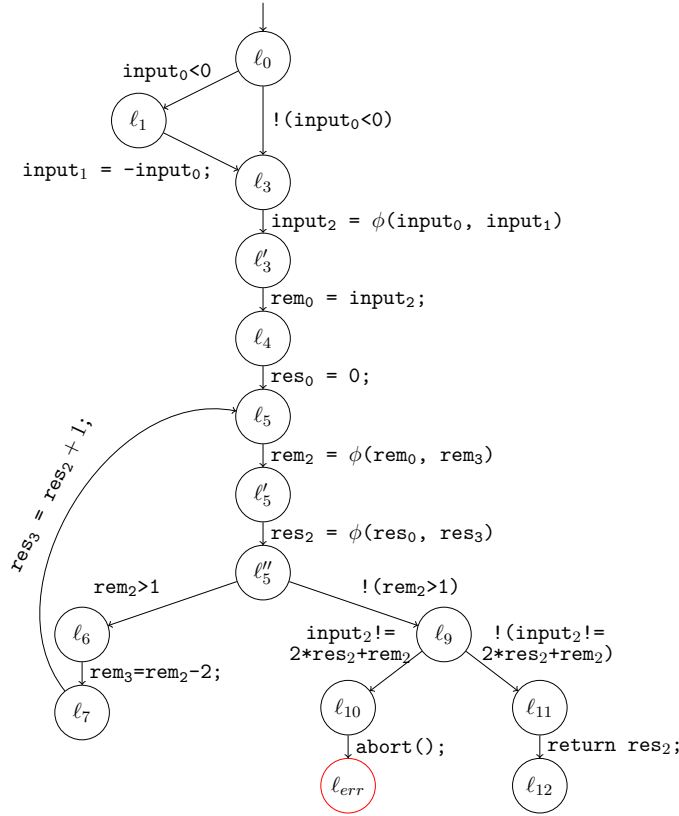 ℓ₀
input₀<0
ℓ₁
!(input₀<0)
input₁ = -input₀;
ℓ₃
input₂ = ϕ(input₀, input₁)
ℓ′₃
rem₀ = input₂;
ℓ₄
res₀ = 0;
ℓ₅
res₃ = res₂ + 1;
rem₂ = ϕ(rem₀, rem₃)
ℓ′₅
res₂ = ϕ(res₀, res₃)
ℓ″₅
rem₂>1
!(rem₂>1)
ℓ₆
input₂!=
2*res₂+rem₂
ℓ₉
!(input₂!=
2*res₂+rem₂)
rem₃=rem₂-2;
ℓ₇
ℓ₁₀
ℓ₁₁
abort();
return res₂;
ℓₑᵣᵣ
ℓ₁₂